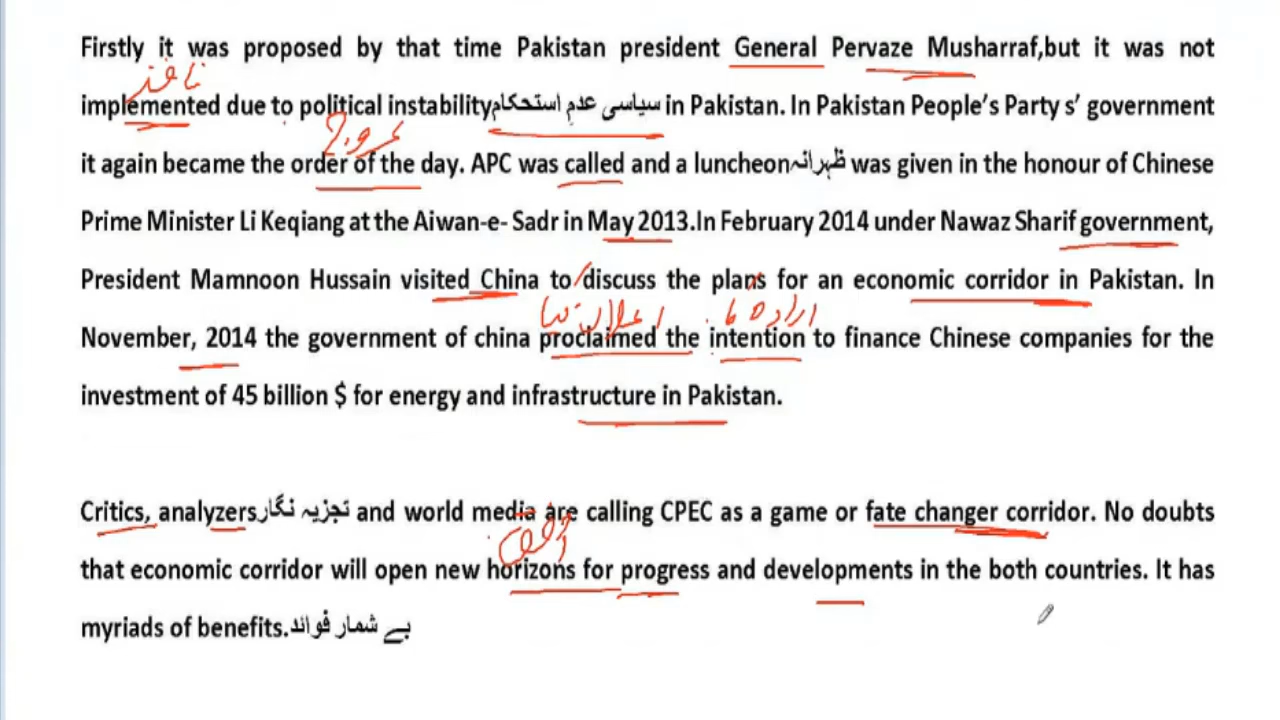 Firstly it was proposed by that time Pakistan president General Pervaze Musharraf,but it was not
نافذ
implemented due to political instabilityسیاسی عدمِ استحکام in Pakistan. In Pakistan People's Party s' government
عروج
it again became the order of the day. APC was called and a luncheonظہرانہ was given in the honour of Chinese
Prime Minister Li Keqiang at the Aiwan-e- Sadr in May 2013.In February 2014 under Nawaz Sharif government,
President Mamnoon Hussain visited China to discuss the plans for an economic corridor in Pakistan. In
اعلان کیا ارادہ کا
November, 2014 the government of china proclaimed the intention to finance Chinese companies for the
investment of 45 billion $ for energy and infrastructure in Pakistan.
Critics, analyzersتجزیہ نگار and world media are calling CPEC as a game or fate changer corridor. No doubts
افق
that economic corridor will open new horizons for progress and developments in the both countries. It has
myriads of benefits.بے شمار فوائد